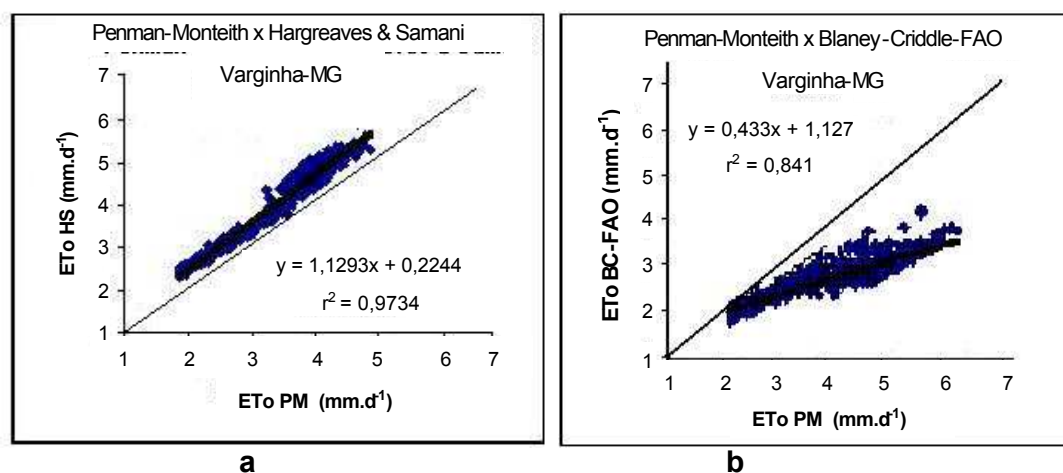 Penman-Monteith x Hargreaves & Samani
Varginha-MG
7
6
5
4
3
2
1
ETo HS (mm.d-1)
y = 1,1293x + 0,2244
r2 = 0,9734
1 2 3 4 5 6 7
ETo PM (mm.d-1)
a
Penman-Monteith x Blaney-Criddle-FAO
Varginha-MG
7
6
5
4
3
2
1
ETo BC-FAO (mm.d-1)
y = 0,433x + 1,127
r2 = 0,841
1 2 3 4 5 6 7
ETo PM (mm.d-1)
b